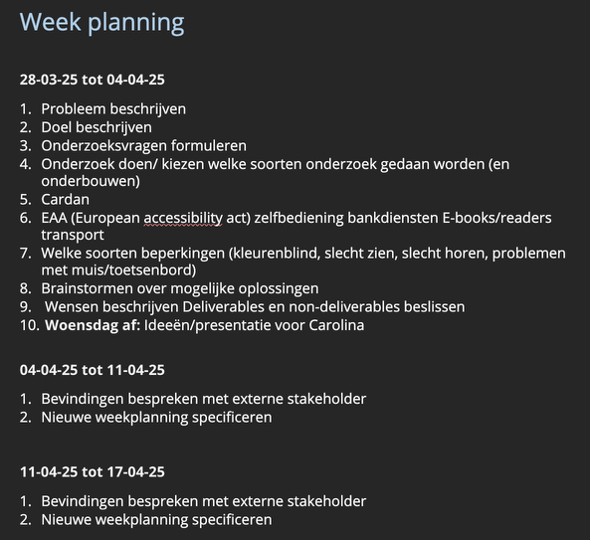 Week planning
28-03-25 tot 04-04-25
1. Probleem beschrijven
2. Doel beschrijven
3. Onderzoeksvragen formuleren
4. Onderzoek doen/ kiezen welke soorten onderzoek gedaan worden (en
onderbouwen)
5. Cardan
6. EAA (European accessibility act) zelfbediening bankdiensten E-books/readers
transport
7. Welke soorten beperkingen (kleurenblind, slecht zien, slecht horen, problemen
met muis/toetsenbord)
8. Brainstormen over mogelijke oplossingen
9. Wensen beschrijven Deliverables en non-deliverables beslissen
10. Woensdag af: Ideeën/presentatie voor Carolina
04-04-25 tot 11-04-25
1. Bevindingen bespreken met externe stakeholder
2. Nieuwe weekplanning specificeren
11-04-25 tot 17-04-25
1. Bevindingen bespreken met externe stakeholder
2. Nieuwe weekplanning specificeren